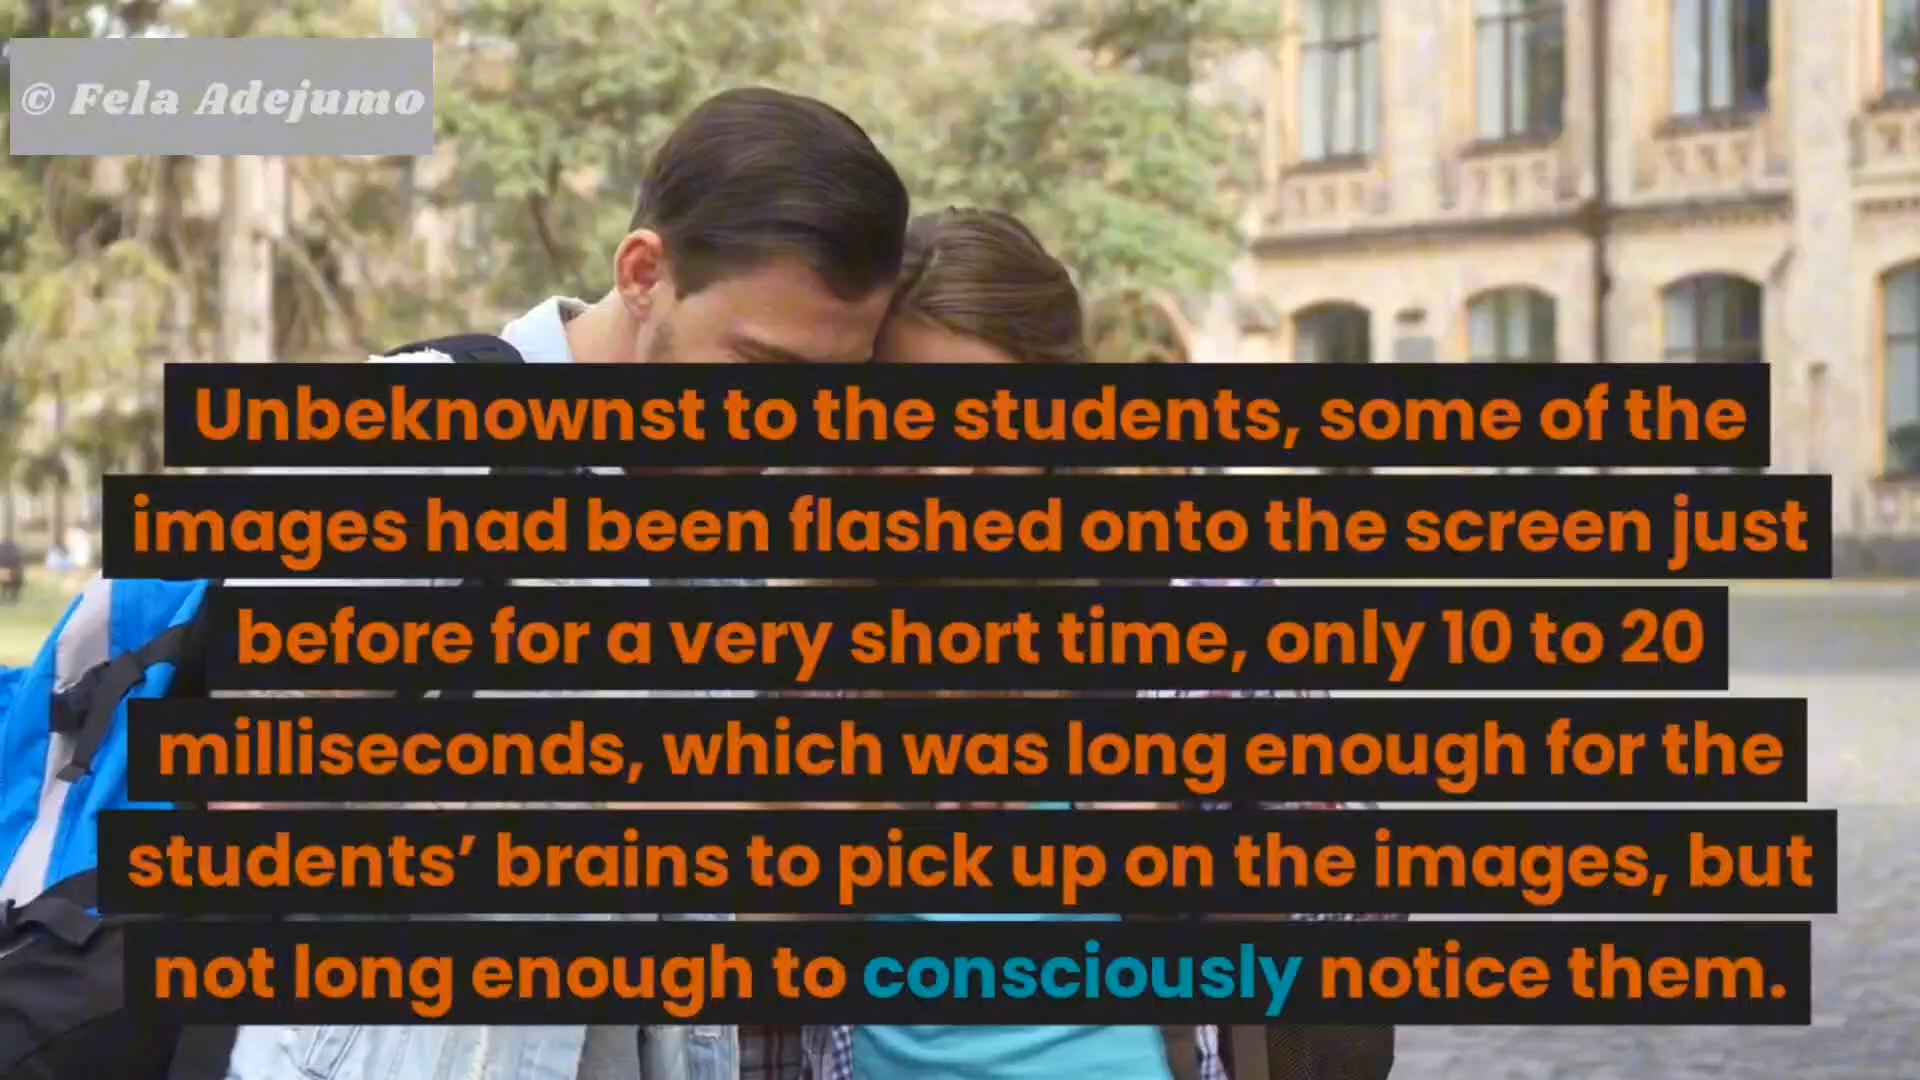 © Fela Adejumo
Unbeknownst to the students, some of the
images had been flashed onto the screen just
before for a very short time, only 10 to 20
milliseconds, which was long enough for the
students’ brains to pick up on the images, but
not long enough to consciously notice them.